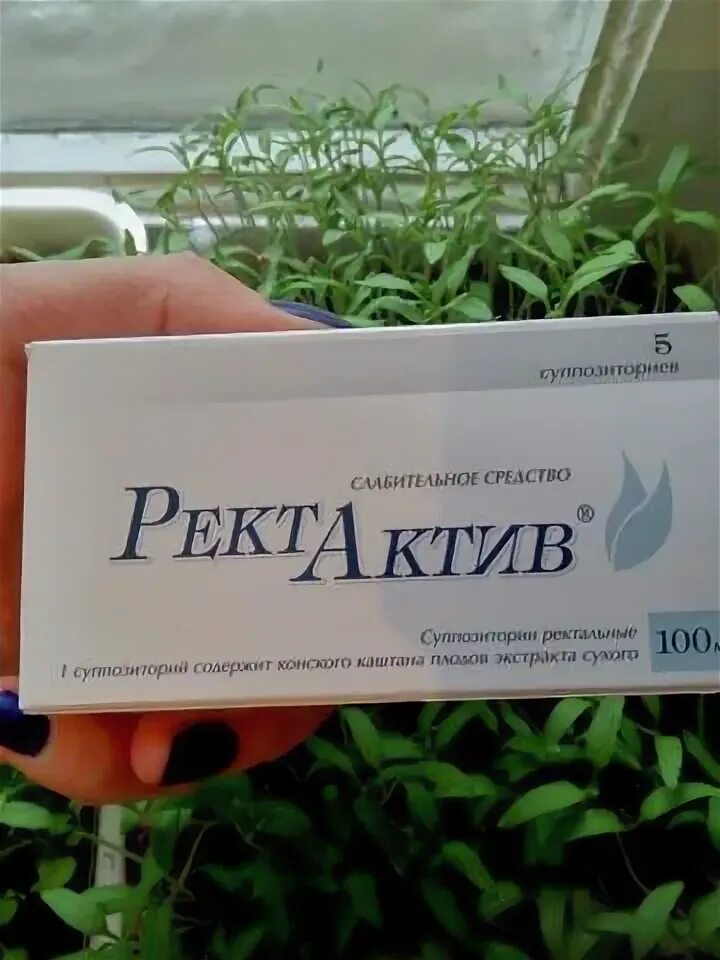 5
суппозиториев
СЛАБИТЕЛЬНОЕ СРЕДСТВО
РЕКТАКТИВ®
Суппозитории ректальные
1 суппозиторий содержит конского каштана плодов экстракта сухого
100